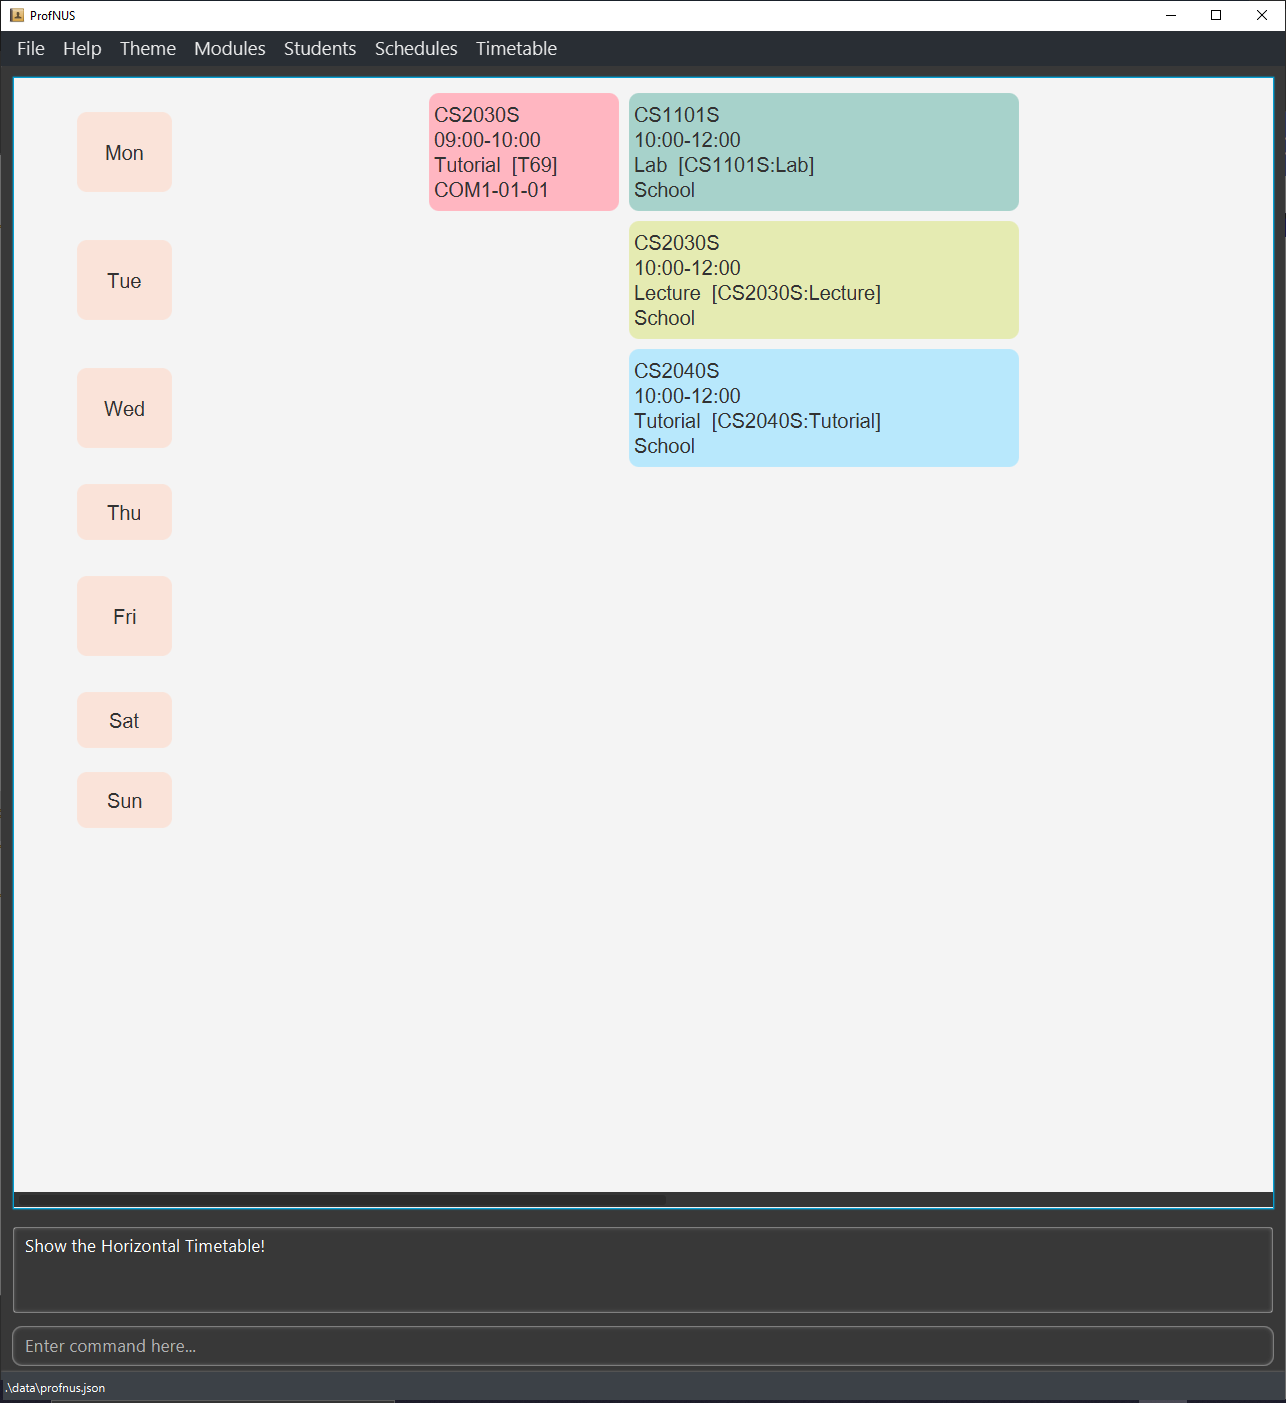 ProfNUS
File Help Theme Modules Students Schedules Timetable
Mon
CS2030S
09:00-10:00
Tutorial [T69]
COM1-01-01
CS1101S
10:00-12:00
Lab [CS1101S:Lab]
School
Tue
CS2030S
10:00-12:00
Lecture [CS2030S:Lecture]
School
Wed
CS2040S
10:00-12:00
Tutorial [CS2040S:Tutorial]
School
Thu
Fri
Sat
Sun
Show the Horizontal Timetable!
Enter command here...
.\data\profnus.json